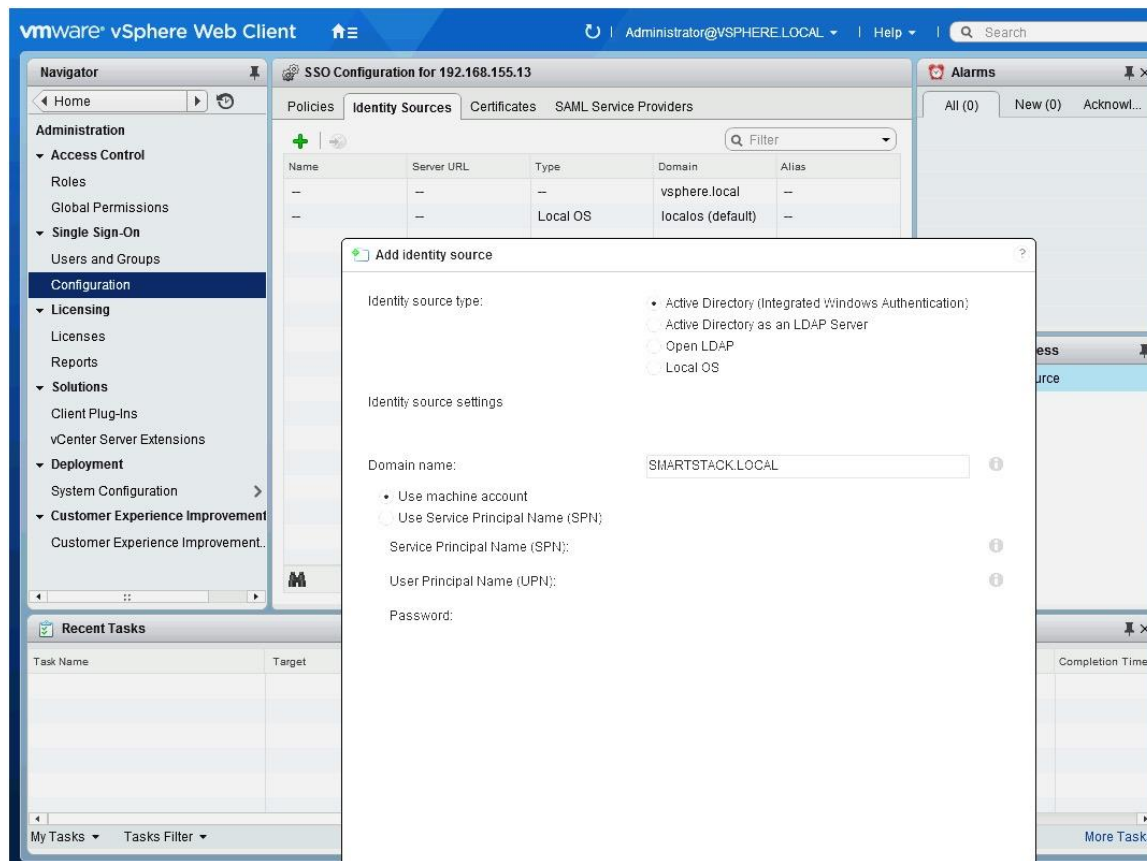 vmware® vSphere Web Client
Administrator@VSPHERE.LOCAL
Help
Search
Navigator
Home
Administration
Access Control
Roles
Global Permissions
Single Sign-On
Users and Groups
Configuration
Licensing
Licenses
Reports
Solutions
Client Plug-Ins
vCenter Server Extensions
Deployment
System Configuration
Customer Experience Improvement
Customer Experience Improvement..
SSO Configuration for 192.168.155.13
Policies Identity Sources Certificates SAML Service Providers
Filter
Name Server URL Type Domain Alias
-- -- -- vsphere.local --
-- -- Local OS localos (default) --
Alarms
All (0) New (0) Acknowl...
Add identity source
Identity source type:
Active Directory (Integrated Windows Authentication)
Active Directory as an LDAP Server
Open LDAP
Local OS
Identity source settings
Domain name: SMARTSTACK.LOCAL
Use machine account
Use Service Principal Name (SPN)
Service Principal Name (SPN):
User Principal Name (UPN):
Password:
ess
urce
Recent Tasks
Task Name Target Completion Time
My Tasks Tasks Filter More Task